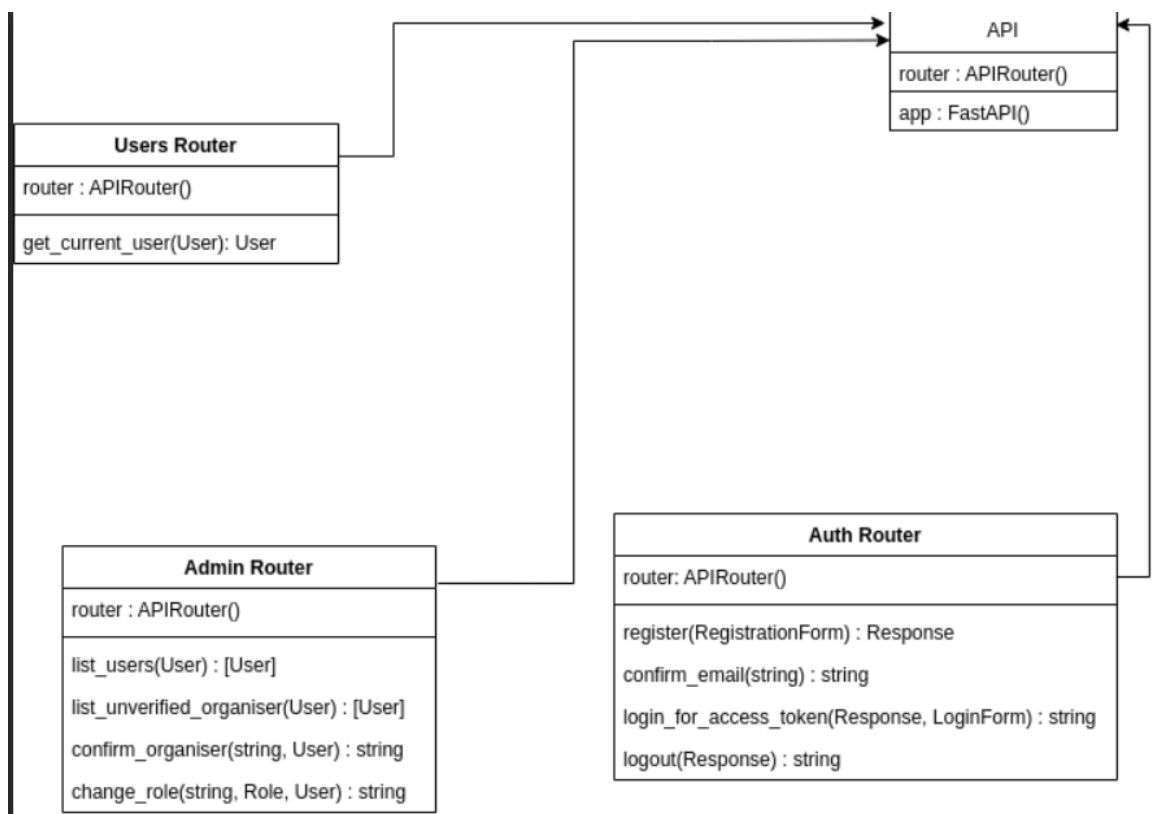 API
router : APIRouter()
app : FastAPI()
Users Router
router : APIRouter()
get_current_user(User): User
Admin Router
router : APIRouter()
list_users(User) : [User]
list_unverified_organiser(User) : [User]
confirm_organiser(string, User) : string
change_role(string, Role, User) : string
Auth Router
router: APIRouter()
register(RegistrationForm) : Response
confirm_email(string) : string
login_for_access_token(Response, LoginForm) : string
logout(Response) : string